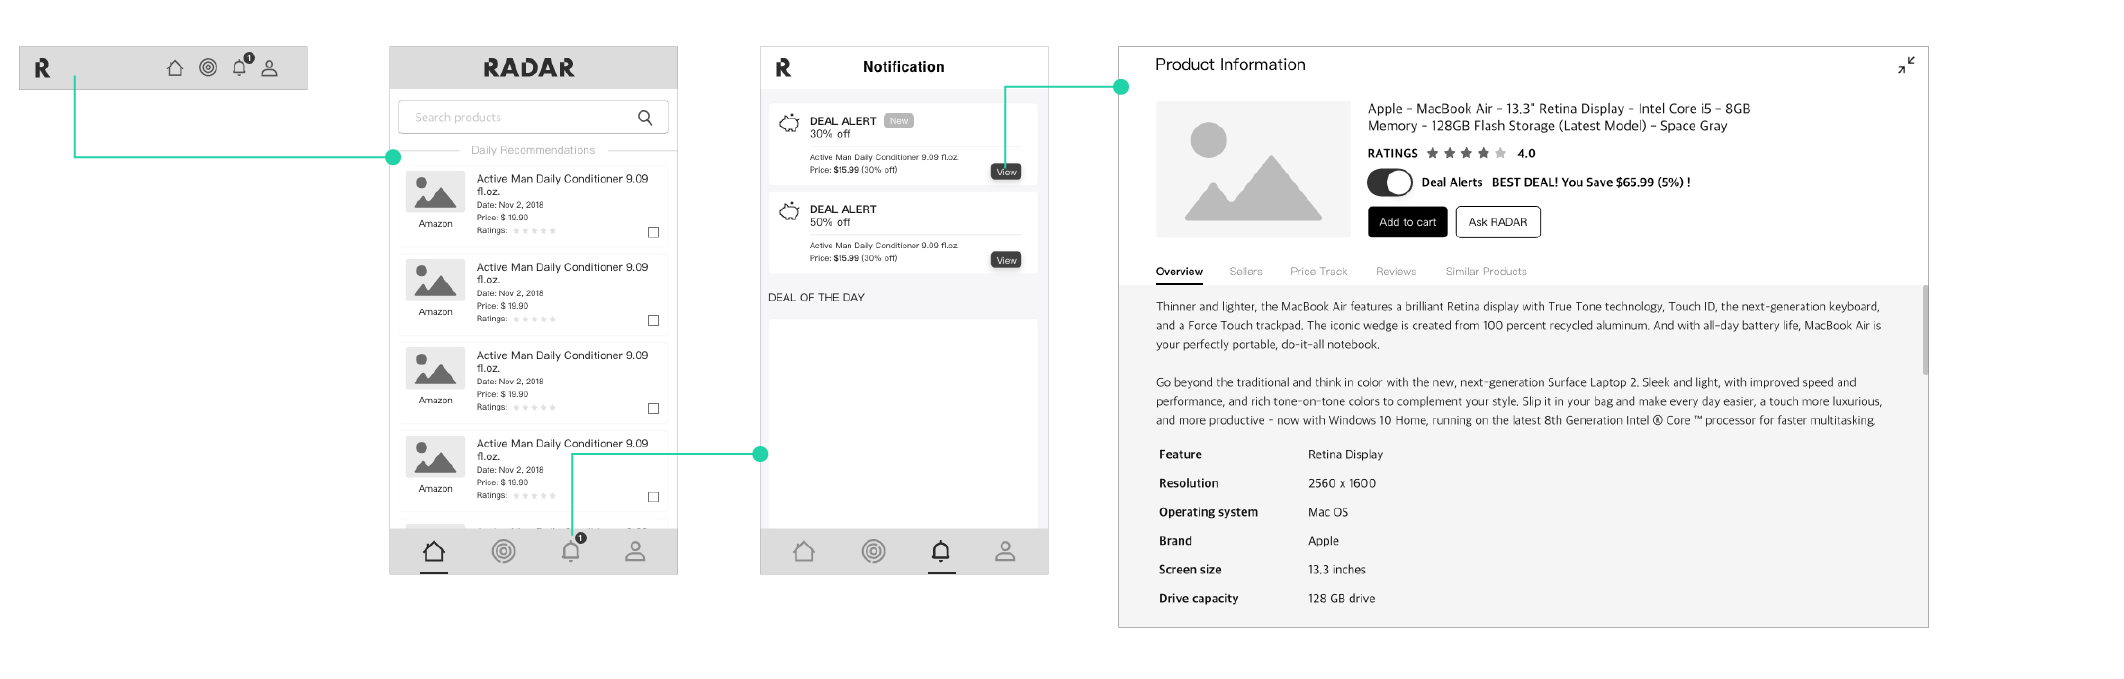 R
1
RADAR
Search products
Daily Recommendations
Active Man Daily Conditioner 9.09
fl.oz.
Date: Nov 2, 2018
Price: $ 19.90
Ratings:
Amazon
Active Man Daily Conditioner 9.09
fl.oz.
Date: Nov 2, 2018
Price: $ 19.90
Ratings:
Amazon
Active Man Daily Conditioner 9.09
fl.oz.
Date: Nov 2, 2018
Price: $ 19.90
Ratings:
Amazon
Active Man Daily Conditioner 9.09
fl.oz.
Date: Nov 2, 2018
Price: $ 19.90
Ratings:
Amazon
1
R
Notification
DEAL ALERT New
30% off
Active Man Daily Conditioner 9.09 fl.oz.
Price: $15.99 (30% off)
View
DEAL ALERT
50% off
Active Man Daily Conditioner 9.09 fl.oz.
Price: $15.99 (30% off)
View
DEAL OF THE DAY
Product Information
Apple - MacBook Air - 13.3" Retina Display - Intel Core i5 - 8GB
Memory - 128GB Flash Storage (Latest Model) - Space Gray
RATINGS 4.0
Deal Alerts BEST DEAL! You Save $65.99 (5%) !
Add to cart Ask RADAR
Overview Sellers Price Track Reviews Similar Products
Thinner and lighter, the MacBook Air features a brilliant Retina display with True Tone technology, Touch ID, the next-generation keyboard,
and a Force Touch trackpad. The iconic wedge is created from 100 percent recycled aluminum. And with all-day battery life, MacBook Air is
your perfectly portable, do-it-all notebook.
Go beyond the traditional and think in color with the new, next-generation Surface Laptop 2. Sleek and light, with improved speed and
performance, and rich tone-on-tone colors to complement your style. Slip it in your bag and make every day easier, a touch more luxurious,
and more productive - now with Windows 10 Home, running on the latest 8th Generation Intel ® Core ™ processor for faster multitasking.
Feature Retina Display
Resolution 2560 x 1600
Operating system Mac OS
Brand Apple
Screen size 13.3 inches
Drive capacity 128 GB drive